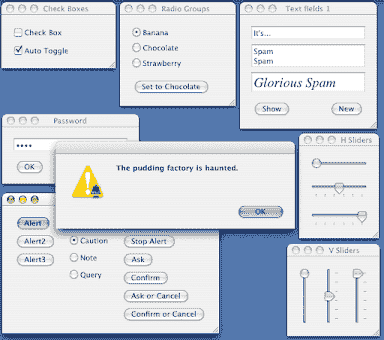 Check Boxes
Check Box
Auto Toggle
Radio Groups
Banana
Chocolate
Strawberry
Set to Chocolate
Text fields 1
It's...
Spam
Spam
Glorious Spam
Show
New
Password
••••
OK
The pudding factory is haunted.
OK
Alert
Alert2
Alert3
Caution
Note
Query
Stop Alert
Ask
Confirm
Ask or Cancel
Confirm or Cancel
H Sliders
V Sliders